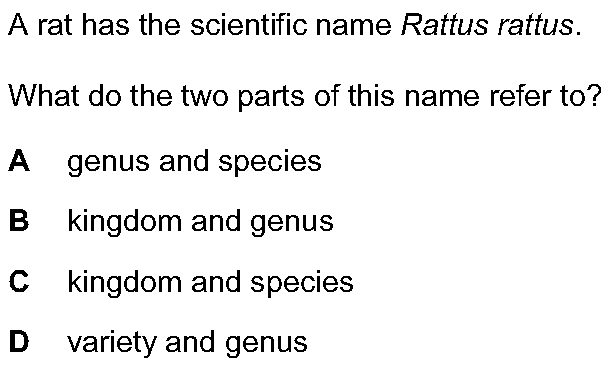 A rat has the scientific name Rattus rattus.
What do the two parts of this name refer to?
A genus and species
B kingdom and genus
C kingdom and species
D variety and genus